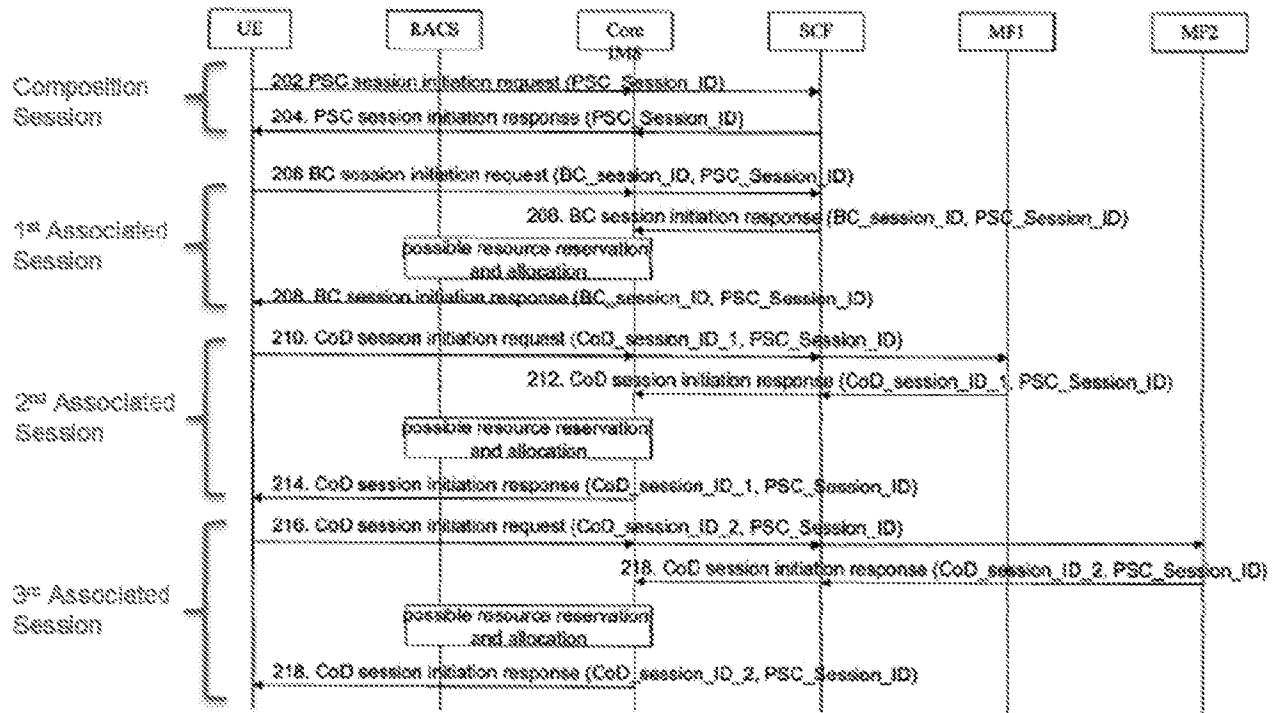 UE
RACS
Core
IMS
SCF
MF1
MF2
Composition
Session
202 PSC session initiation request (PSC_Session_ID)
204. PSC session initiation response (PSC_Session_ID)
1st Associated
Session
206 BC session initiation request (BC_session_ID, PSC_Session_ID)
208. BC session initiation response (BC_session_ID, PSC_Session_ID)
possible resource reservation
and allocation
208. BC session initiation response (BC_session_ID, PSC_Session_ID)
2nd Associated
Session
210. CoD session initiation request (CoD_session_ID_1, PSC_Session_ID)
212. CoD session initiation response (CoD_session_ID_1, PSC_Session_ID)
possible resource reservation
and allocation
214. CoD session initiation response (CoD_session_ID_1, PSC_Session_ID)
3rd Associated
Session
216. CoD session initiation request (CoD_session_ID_2, PSC_Session_ID)
218. CoD session initiation response (CoD_session_ID_2, PSC_Session_ID)
possible resource reservation
and allocation
218. CoD session initiation response (CoD_session_ID_2, PSC_Session_ID)